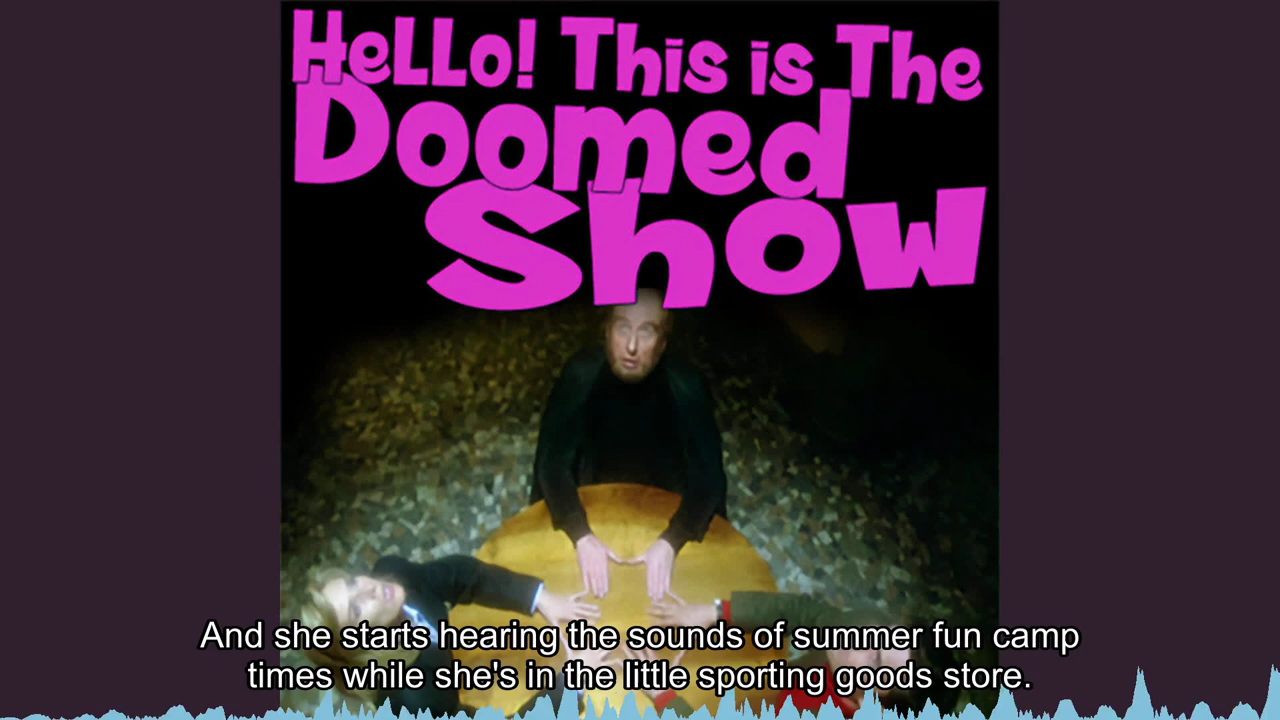 HeLLo! This is The
Doomed
Show
And she starts hearing the sounds of summer fun camp
times while she's in the little sporting goods store.